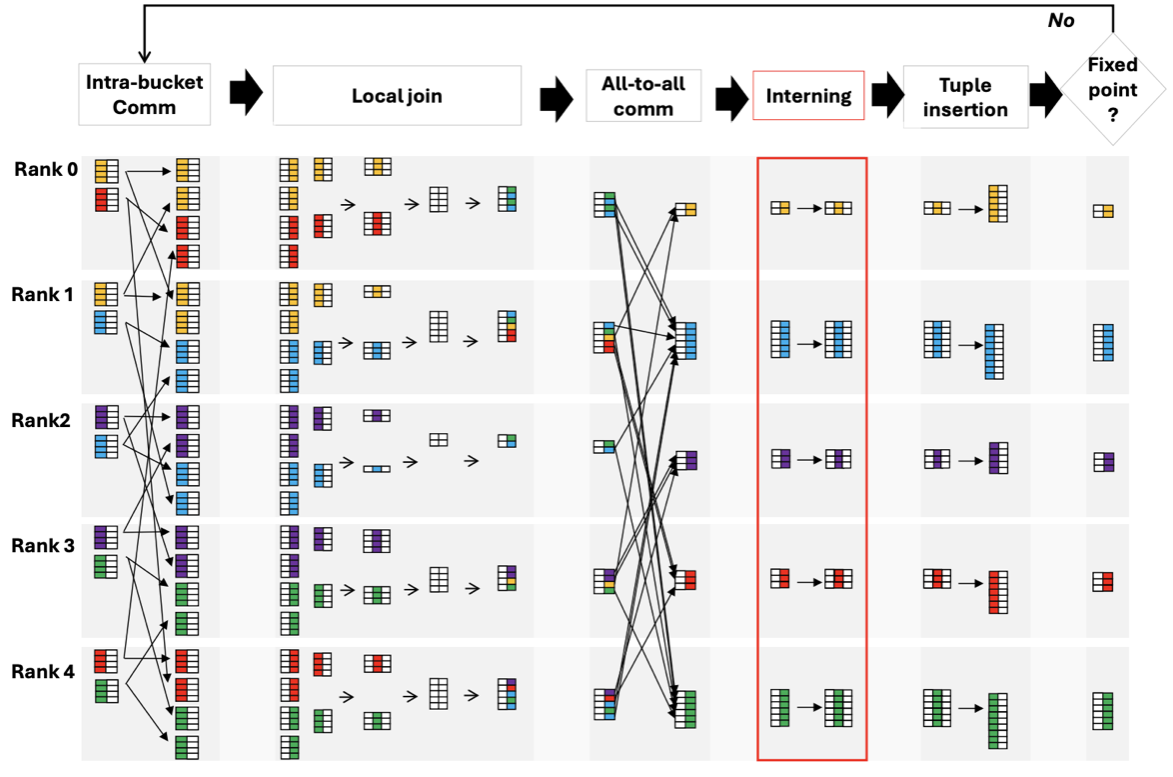 No
Intra-bucket
Comm
Local join
All-to-all
comm
Interning
Tuple
insertion
Fixed
point
?
Rank 0
Rank 1
Rank2
Rank 3
Rank 4